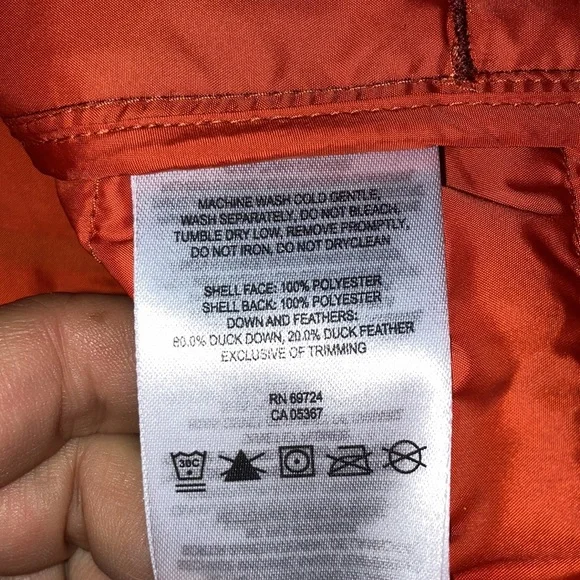 MACHINE WASH COLD GENTLE,
WASH SEPARATELY, DO NOT BLEACH,
TUMBLE DRY LOW, REMOVE PROMPTLY,
DO NOT IRON, DO NOT DRYCLEAN
SHELL FACE: 100% POLYESTER
SHELL BACK: 100% POLYESTER
DOWN AND FEATHERS:
80.0% DUCK DOWN, 20.0% DUCK FEATHER
EXCLUSIVE OF TRIMMING
RN 69724
CA 05367
30C